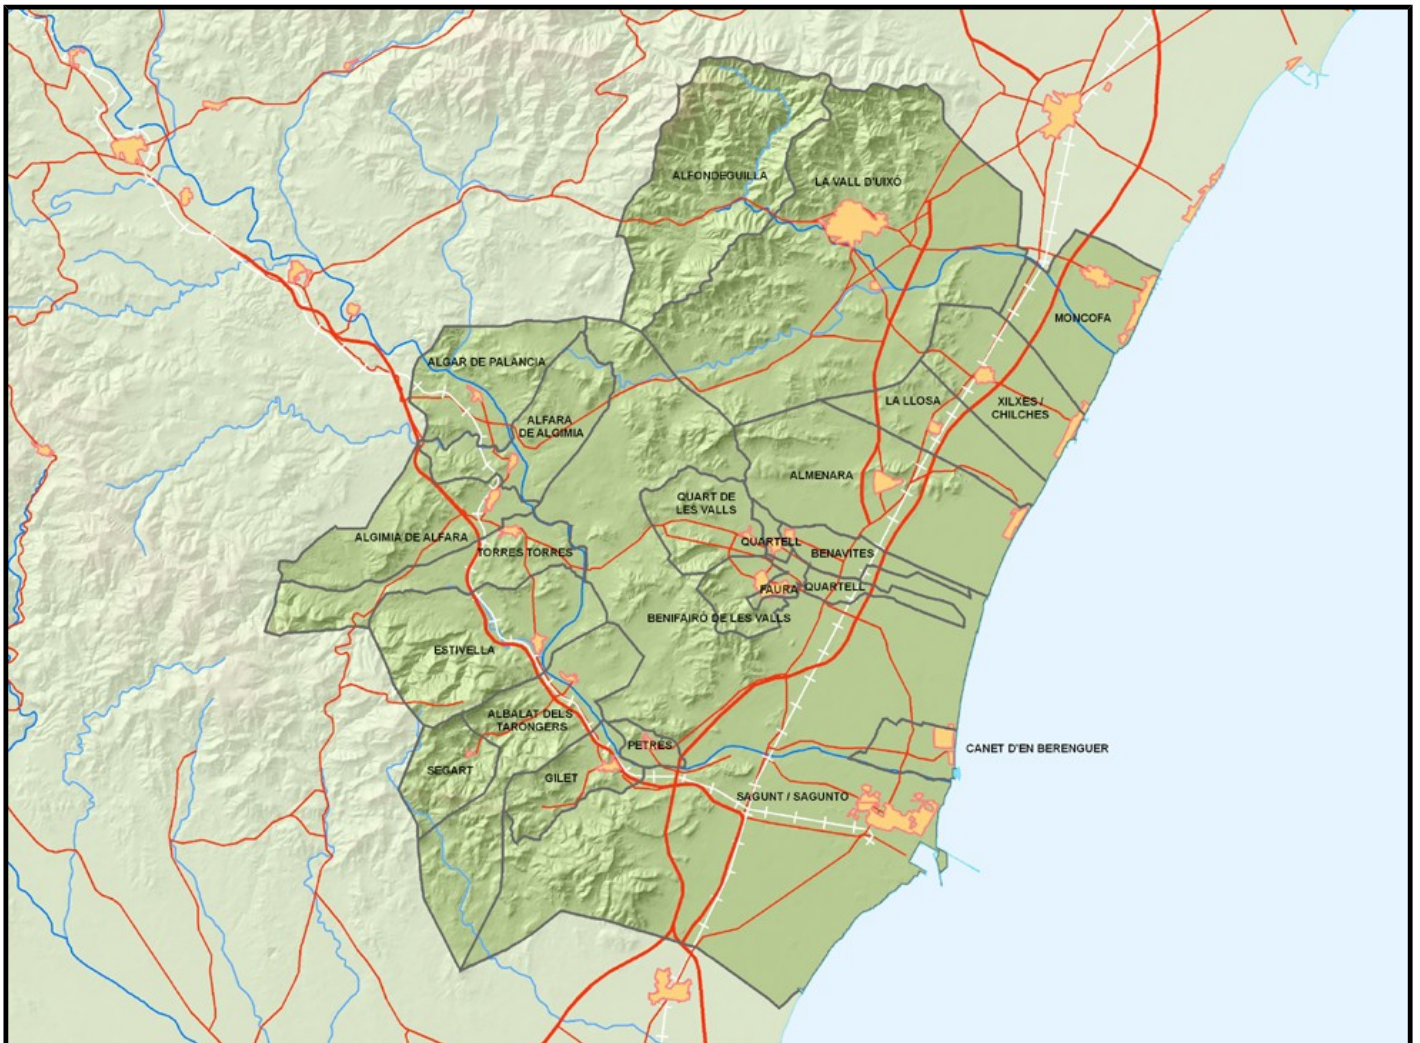 ALFONDEGUILLA
LA VALL D'UIXÓ
MONCOFA
ALGAR DE PALANCIA
LA LLOSA
XILXES /
CHILCHES
ALFARA
DE ALGIMIA
ALMENARA
QUART DE
LES VALLS
ALGIMIA DE ALFARA
TORRES TORRES
QUARTELL
BENAVITES
FAURA
QUARTELL
BENIFAIRÓ DE LES VALLS
ESTIVELLA
ALBALAT DELS
TARONGERS
PETRES
CANET D'EN BERENGUER
SEGART
GILET
SAGUNT / SAGUNTO